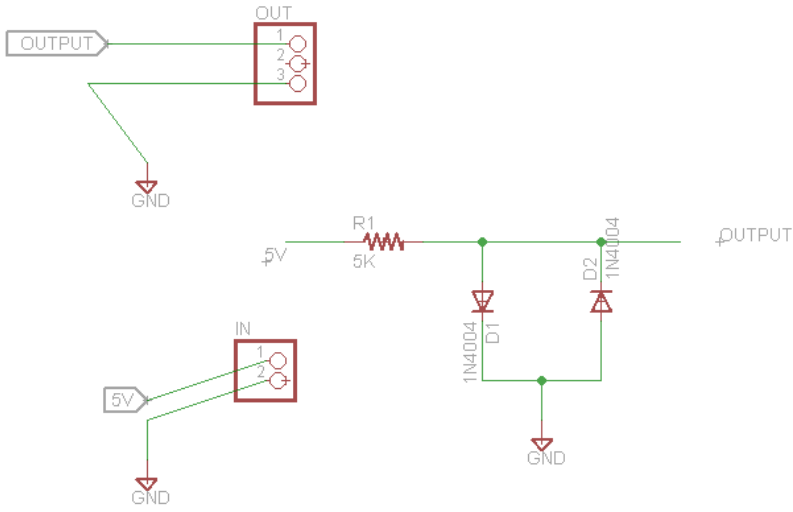 OUT
OUTPUT
1
2
3
GND
R1
5V
5K
OUTPUT
D2
1N4004
1N4004
D1
GND
IN
1
2
5V
GND